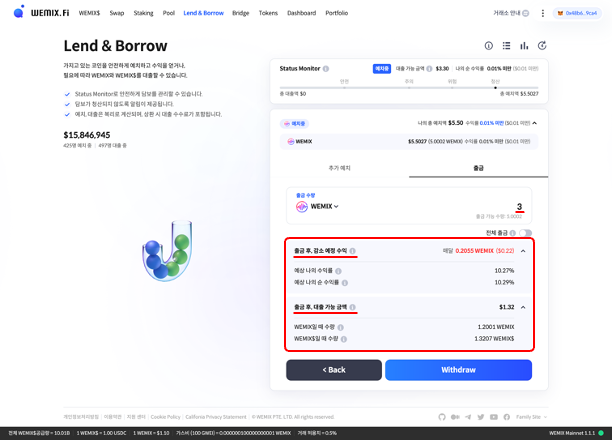 WEMIX.Fi
WEMIX$ Swap Staking Pool Lend & Borrow Bridge Tokens Dashboard Portfolio
거래소 안내
0x48b6...9ca4
Lend & Borrow
가지고 있는 코인을 안전하게 예치하고 수익을 얻거나,
필요에 따라 WEMIX와 WEMIX$를 대출할 수 있습니다.
Status Monitor로 안전하게 담보를 관리할 수 있습니다.
담보가 청산되지 않도록 알림이 제공됩니다.
예치, 대출은 복리로 계산되며, 상환 시 대출 수수료가 포함됩니다.
$15,846,945
425명 예치 중 | 497명 대출 중
Status Monitor 예치중 대출 가능 금액 $3.30 나의 순 수익률 0.01% 미만 ($0.01 미만)
안전 주의 위험 청산
총 대출액 $0 총 예치액 $5.5027
예치중 나의 총 예치액 $5.50 수익률 0.01% 미만 ($0.01 미만)
WEMIX $5.5027 (5.0002 WEMIX) 수익률 0.01% 미만 ($0.01 미만)
추가 예치 출금
출금 수량
WEMIX 3
출금 가능 수량: 5.0002
전체 출금
출금 후, 감소 예정 수익 매달 0.2055 WEMIX ($0.22)
예상 나의 수익률 10.27%
예상 나의 순 수익률 10.29%
출금 후, 대출 가능 금액 $1.32
WEMIX일 때 수량 1.2001 WEMIX
WEMIX$일 때 수량 1.3207 WEMIX$
< Back Withdraw
개인정보처리방침 이용약관 지원 센터 Cookie Policy California Privacy Statement © WEMIX PTE. LTD. All rights reserved.
Family Site
전체 WEMIX$공급량 = 10.01B 1 WEMIX$ = 1.00 USDC 1 WEMIX = $1.10 가스비 (100 GMEI) = 0.000000100000000001 WEMIX 거래 허용치 = 0.5% WEMIX Mainnet 1.1.1